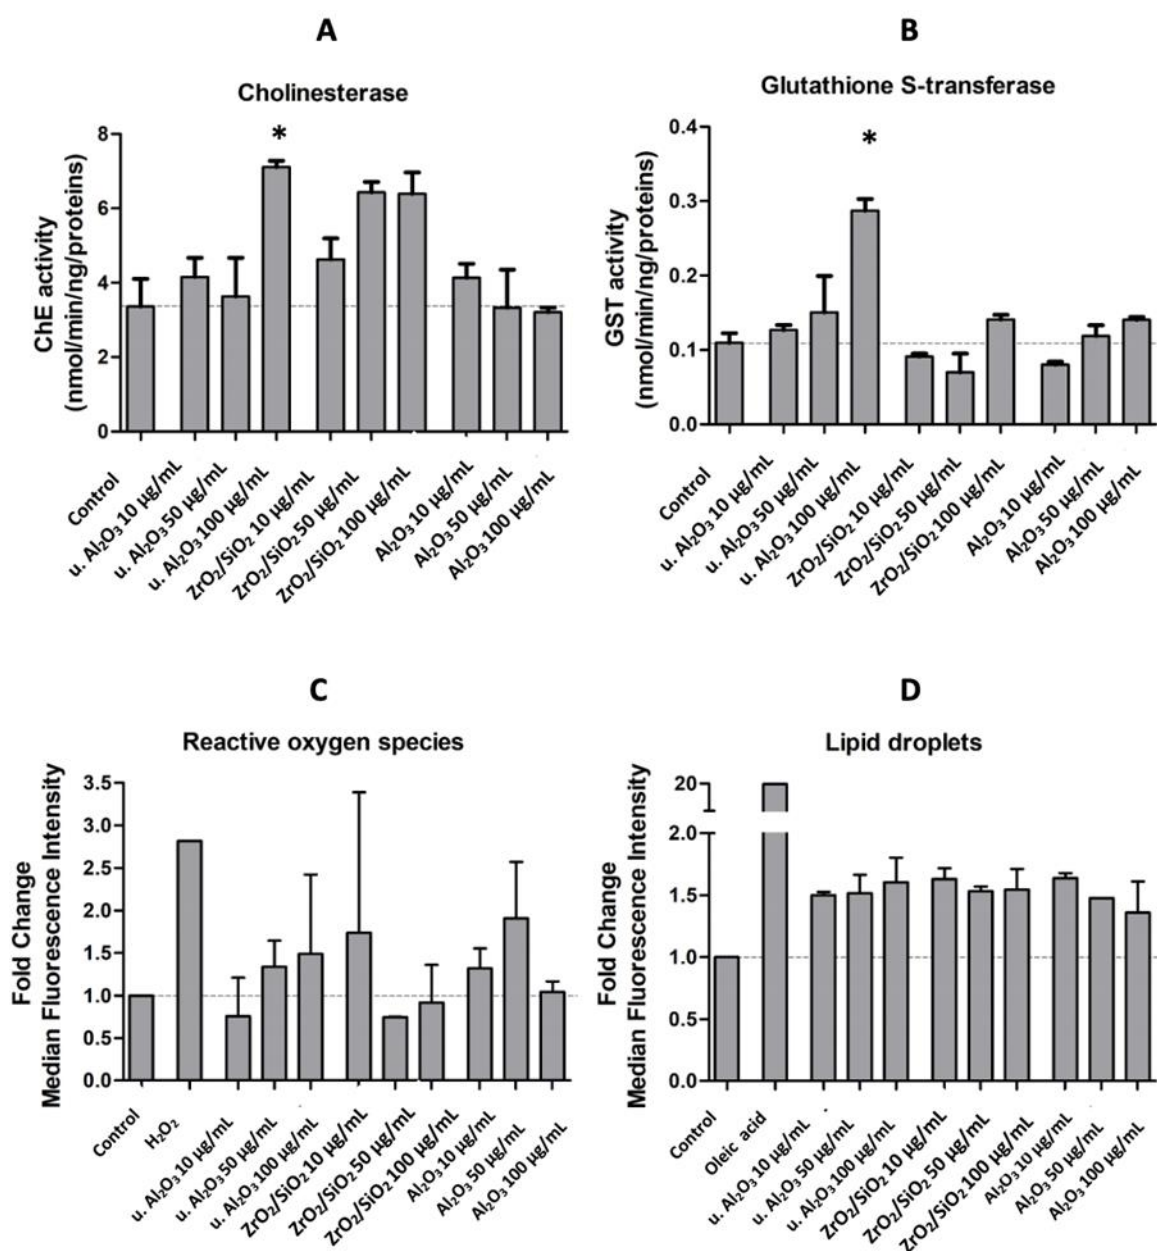 A
Cholinesterase
ChE activity
(nmol/min/ng/proteins)
8
6
4
2
0
*
Control
u. Al₂O₃ 10 µg/mL
u. Al₂O₃ 50 µg/mL
u. Al₂O₃ 100 µg/mL
ZrO₂/SiO₂ 10 µg/mL
ZrO₂/SiO₂ 50 µg/mL
ZrO₂/SiO₂ 100 µg/mL
Al₂O₃ 10 µg/mL
Al₂O₃ 50 µg/mL
Al₂O₃ 100 µg/mL
B
Glutathione S-transferase
GST activity
(nmol/min/ng/proteins)
0.4
0.3
0.2
0.1
0.0
*
Control
u. Al₂O₃ 10 µg/mL
u. Al₂O₃ 50 µg/mL
u. Al₂O₃ 100 µg/mL
ZrO₂/SiO₂ 10 µg/mL
ZrO₂/SiO₂ 50 µg/mL
ZrO₂/SiO₂ 100 µg/mL
Al₂O₃ 10 µg/mL
Al₂O₃ 50 µg/mL
Al₂O₃ 100 µg/mL
C
Reactive oxygen species
Fold Change
Median Fluorescence Intensity
3.5
3.0
2.5
2.0
1.5
1.0
0.5
0.0
Control
H₂O₂
u. Al₂O₃ 10 µg/mL
u. Al₂O₃ 50 µg/mL
u. Al₂O₃ 100 µg/mL
ZrO₂/SiO₂ 10 µg/mL
ZrO₂/SiO₂ 50 µg/mL
ZrO₂/SiO₂ 100 µg/mL
Al₂O₃ 10 µg/mL
Al₂O₃ 50 µg/mL
Al₂O₃ 100 µg/mL
D
Lipid droplets
Fold Change
Median Fluorescence Intensity
20
2.0
1.5
1.0
0.5
0.0
Control
Oleic acid
u. Al₂O₃ 10 µg/mL
u. Al₂O₃ 50 µg/mL
u. Al₂O₃ 100 µg/mL
ZrO₂/SiO₂ 10 µg/mL
ZrO₂/SiO₂ 50 µg/mL
ZrO₂/SiO₂ 100 µg/mL
Al₂O₃ 10 µg/mL
Al₂O₃ 50 µg/mL
Al₂O₃ 100 µg/mL